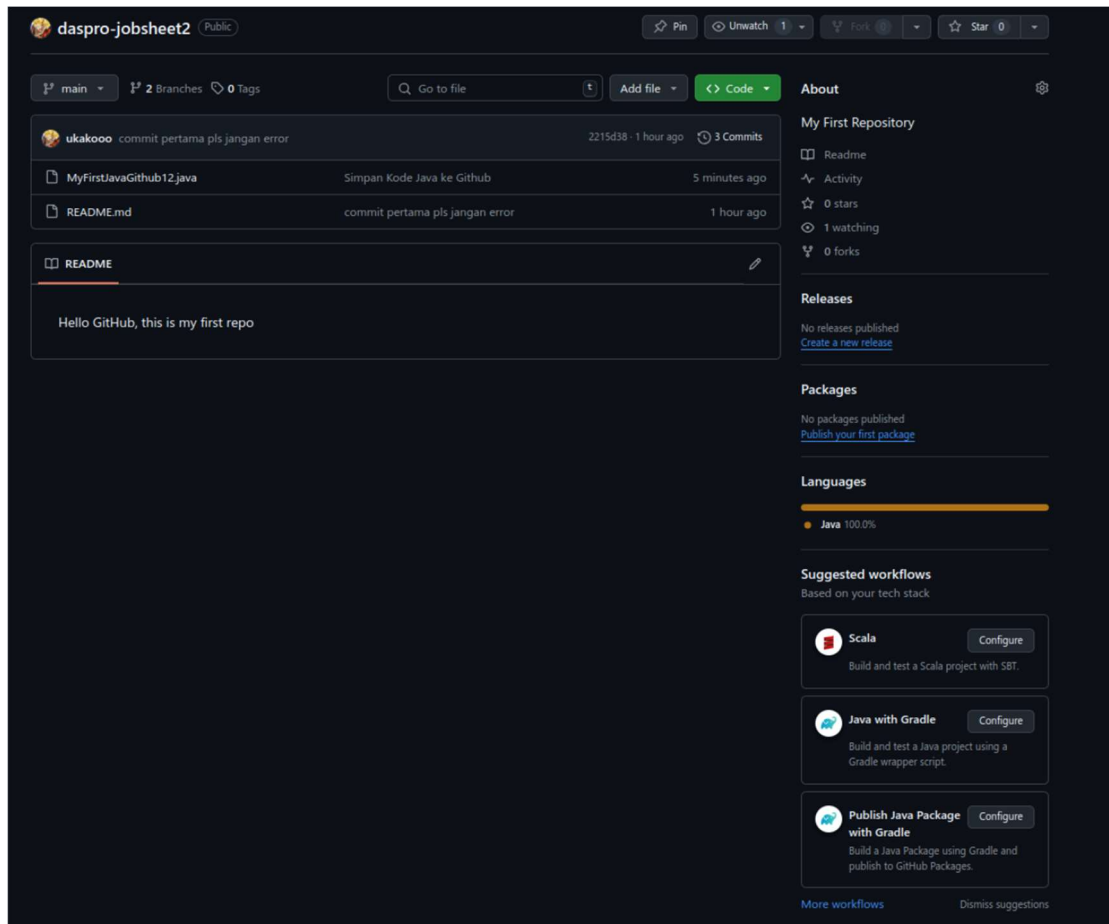 daspro-jobsheet2 Public
Pin
Unwatch 1
Fork 0
Star 0
main
2 Branches
0 Tags
Go to file
t
Add file
<> Code
ukakooo commit pertama pls jangan error
2215d38 · 1 hour ago
3 Commits
MyFirstJavaGithub12.java Simpan Kode Java ke Github 5 minutes ago
README.md commit pertama pls jangan error 1 hour ago
README
Hello GitHub, this is my first repo
About
My First Repository
Readme
Activity
0 stars
1 watching
0 forks
Releases
No releases published
Create a new release
Packages
No packages published
Publish your first package
Languages
Java 100.0%
Suggested workflows
Based on your tech stack
Scala
Configure
Build and test a Scala project with SBT.
Java with Gradle
Configure
Build and test a Java project using a
Gradle wrapper script.
Publish Java Package
with Gradle
Configure
Build a Java Package using Gradle and
publish to GitHub Packages.
More workflows
Dismiss suggestions